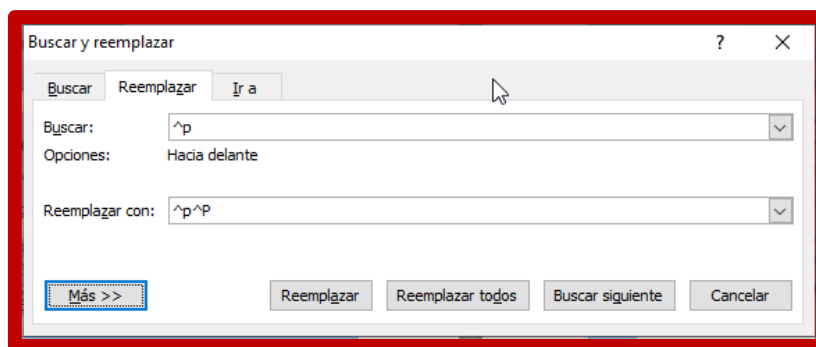 Buscar y reemplazar ?
Buscar Reemplazar Ir a
Buscar: ^p
Opciones: Hacia delante
Reemplazar con: ^p^P
Más >> Reemplazar Reemplazar todos Buscar siguiente Cancelar